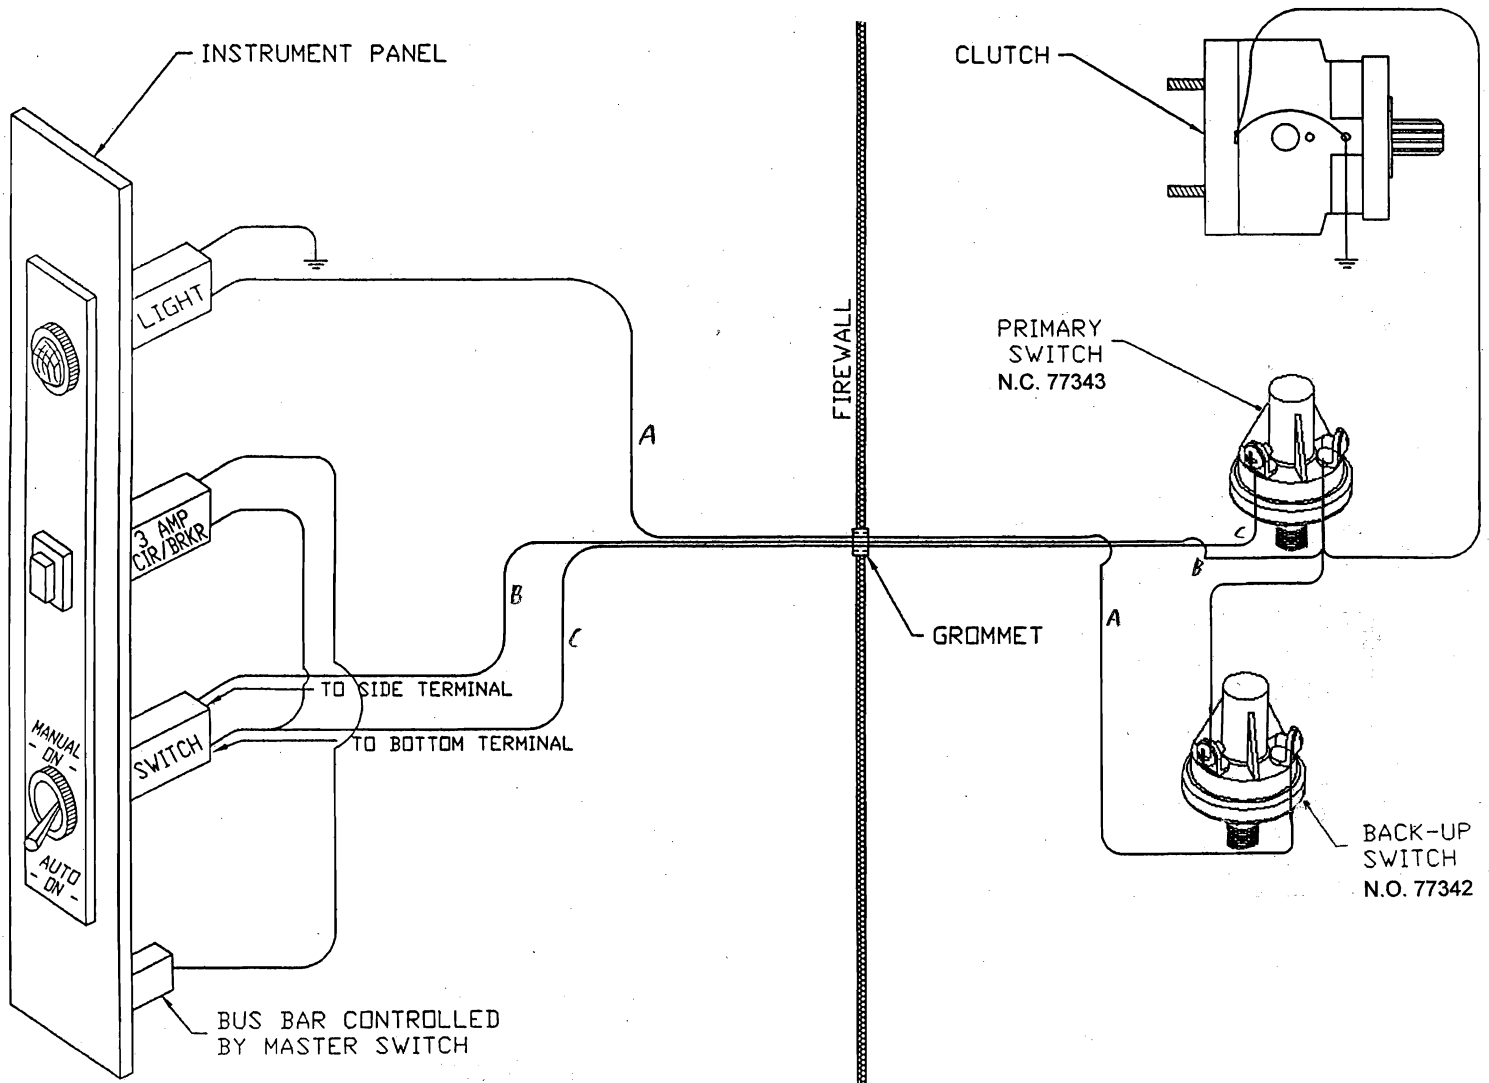 INSTRUMENT PANEL
CLUTCH
LIGHT
FIREWALL
PRIMARY
SWITCH
N.C. 77343
A
3 AMP
CIR/BRKR
C
B
B
A
C
GROMMET
TO SIDE TERMINAL
MANUAL
- ON -
SWITCH
TO BOTTOM TERMINAL
AUTO
- ON -
BACK-UP
SWITCH
N.O. 77342
BUS BAR CONTROLLED
BY MASTER SWITCH